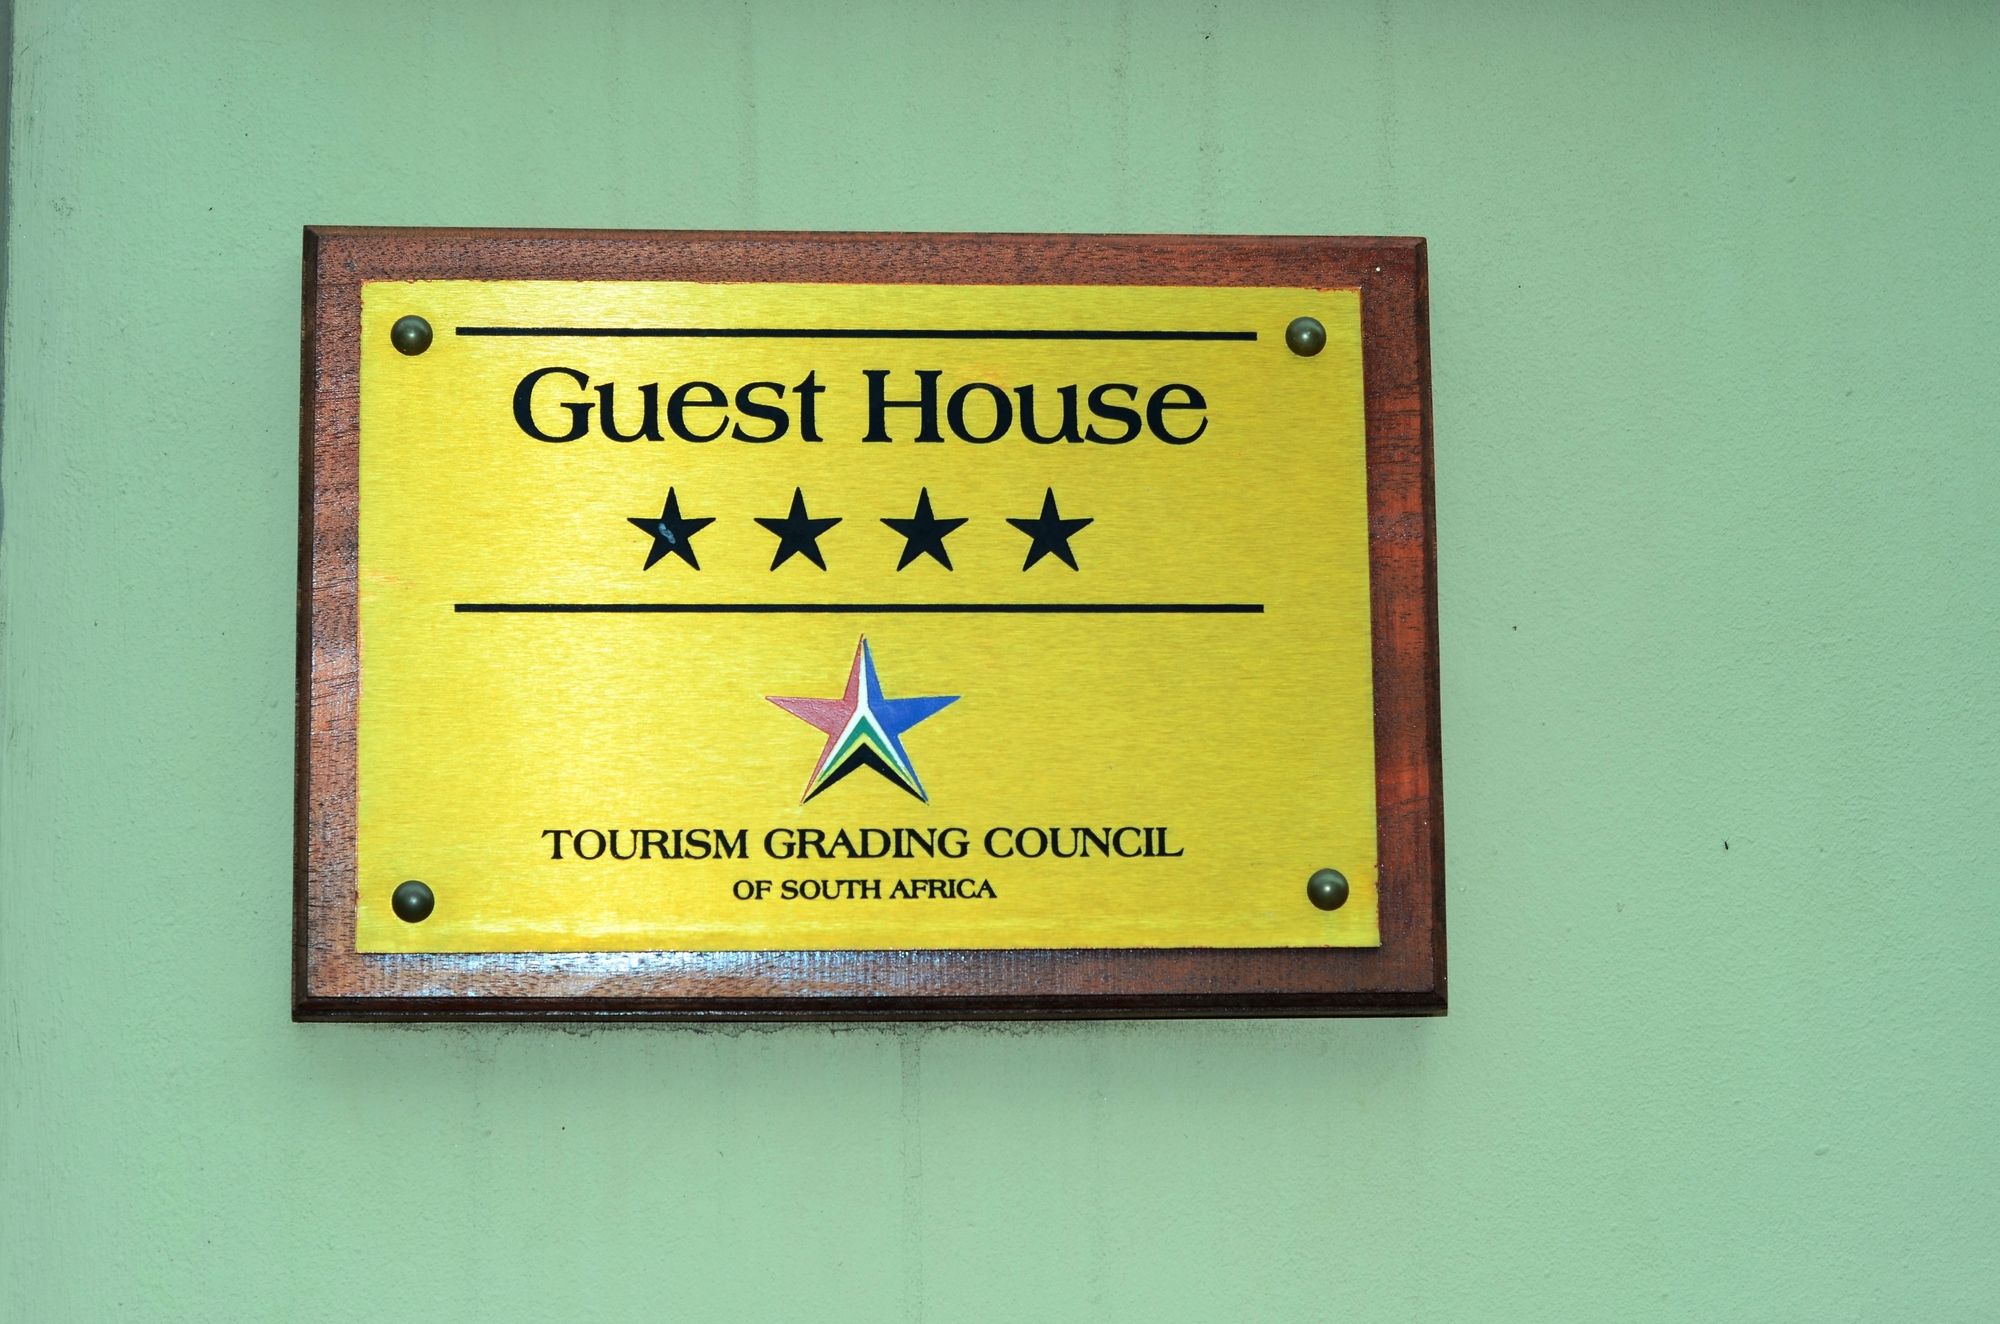 Guest House
★ ★ ★ ★
TOURISM GRADING COUNCIL
OF SOUTH AFRICA